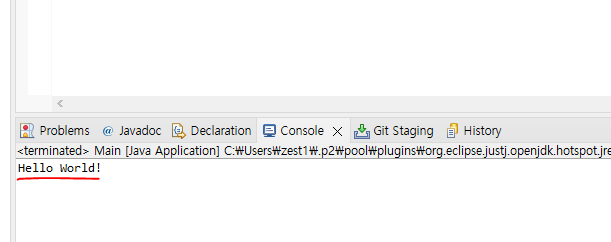 Problems @ Javadoc Declaration Console Git Staging History
<terminated> Main [Java Application] C:₩Users₩zest1₩.p2₩pool₩plugins₩org.eclipse.justj.openjdk.hotspot.jre
Hello World!